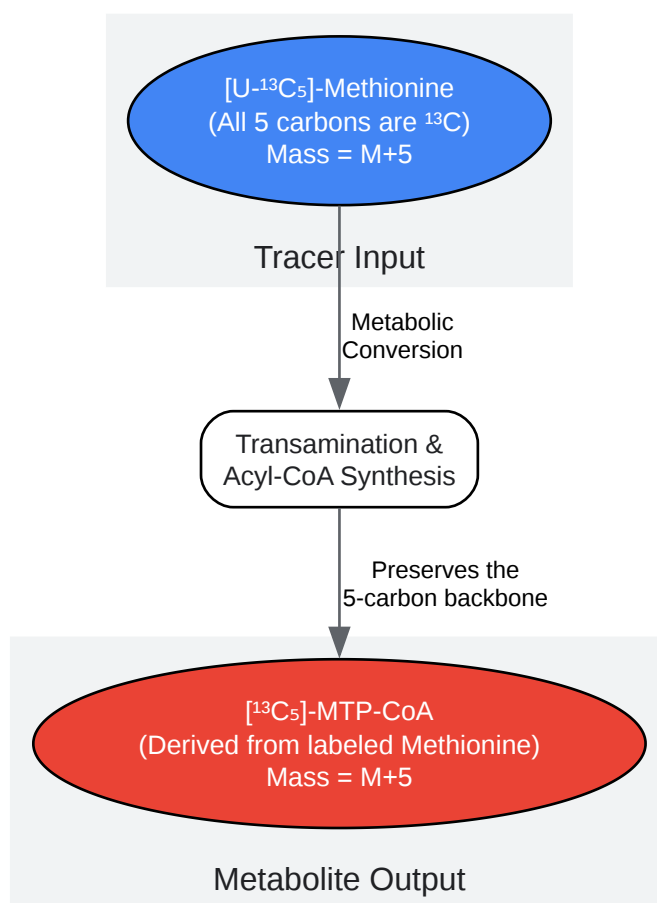 [U-¹³C₅]-Methionine
(All 5 carbons are ¹³C)
Mass = M+5
Tracer Input
Metabolic
Conversion
Transamination &
Acyl-CoA Synthesis
Preserves the
5-carbon backbone
[¹³C₅]-MTP-CoA
(Derived from labeled Methionine)
Mass = M+5
Metabolite Output